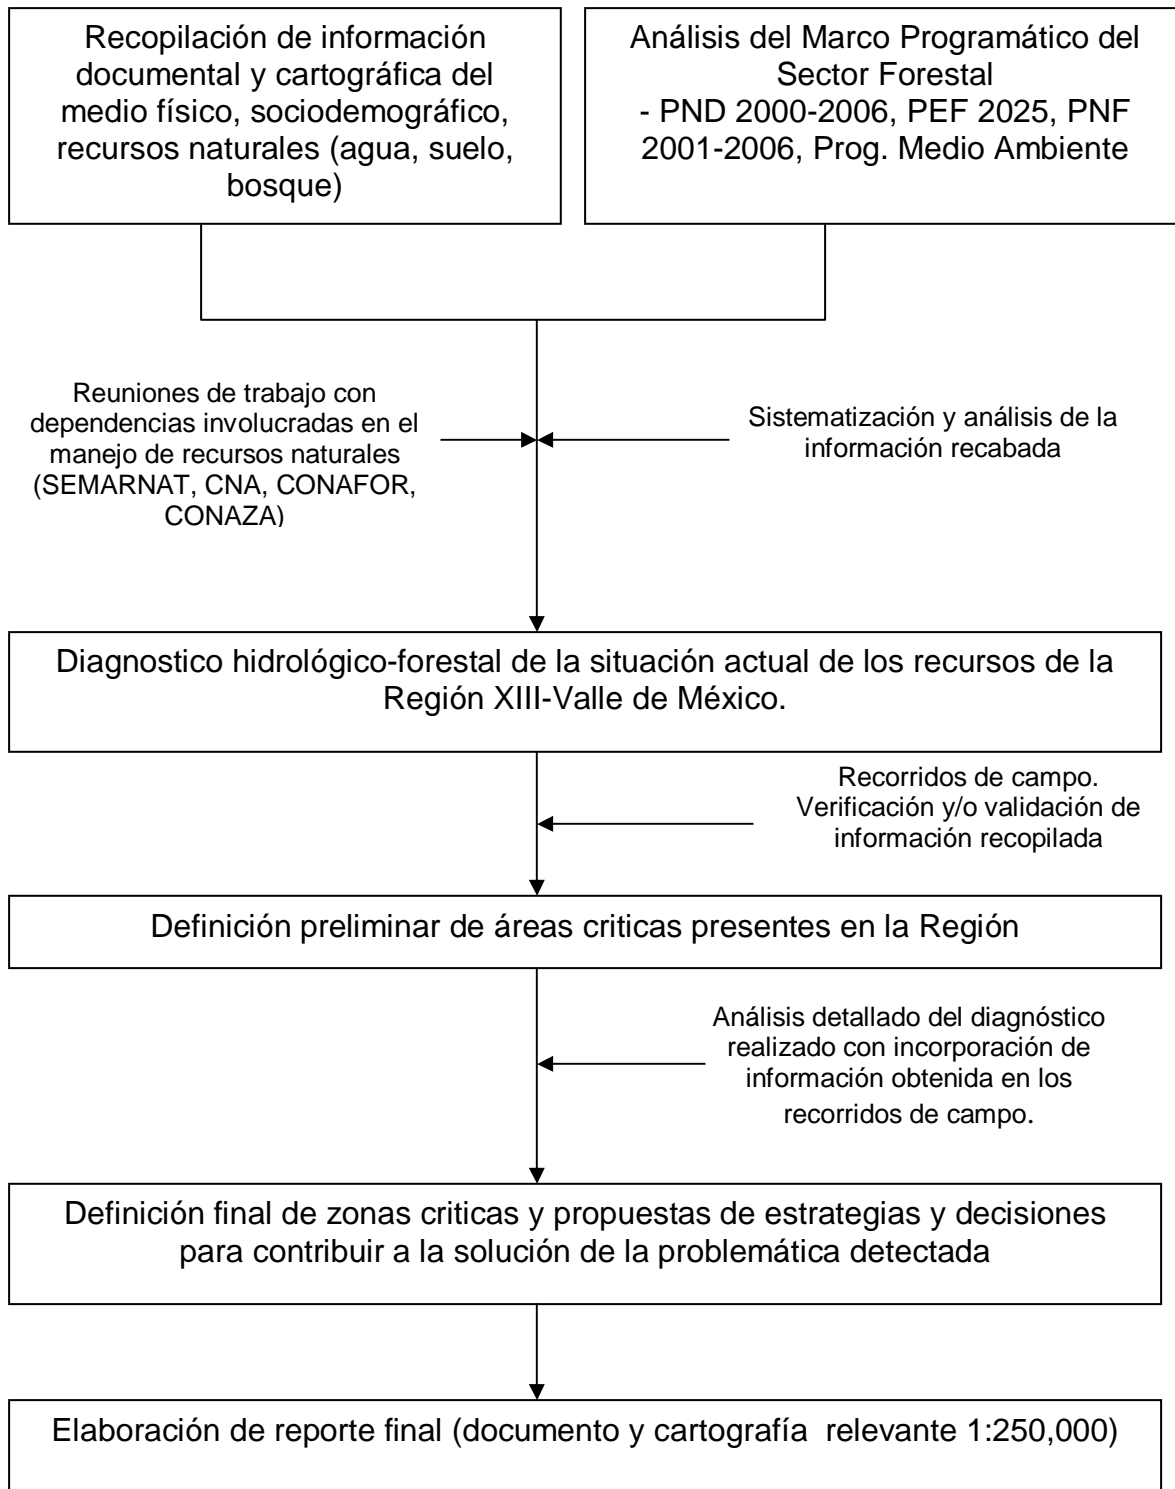 Recopilación de información
documental y cartográfica del
medio físico, sociodemográfico,
recursos naturales (agua, suelo,
bosque)
Análisis del Marco Programático del
Sector Forestal
- PND 2000-2006, PEF 2025, PNF
2001-2006, Prog. Medio Ambiente
Reuniones de trabajo con
dependencias involucradas en el
manejo de recursos naturales
(SEMARNAT, CNA, CONAFOR,
CONAZA)
Sistematización y análisis de la
información recabada
Diagnostico hidrológico-forestal de la situación actual de los recursos de la
Región XIII-Valle de México.
Recorridos de campo.
Verificación y/o validación de
información recopilada
Definición preliminar de áreas criticas presentes en la Región
Análisis detallado del diagnóstico
realizado con incorporación de
información obtenida en los
recorridos de campo.
Definición final de zonas criticas y propuestas de estrategias y decisiones
para contribuir a la solución de la problemática detectada
Elaboración de reporte final (documento y cartografía  relevante 1:250,000)